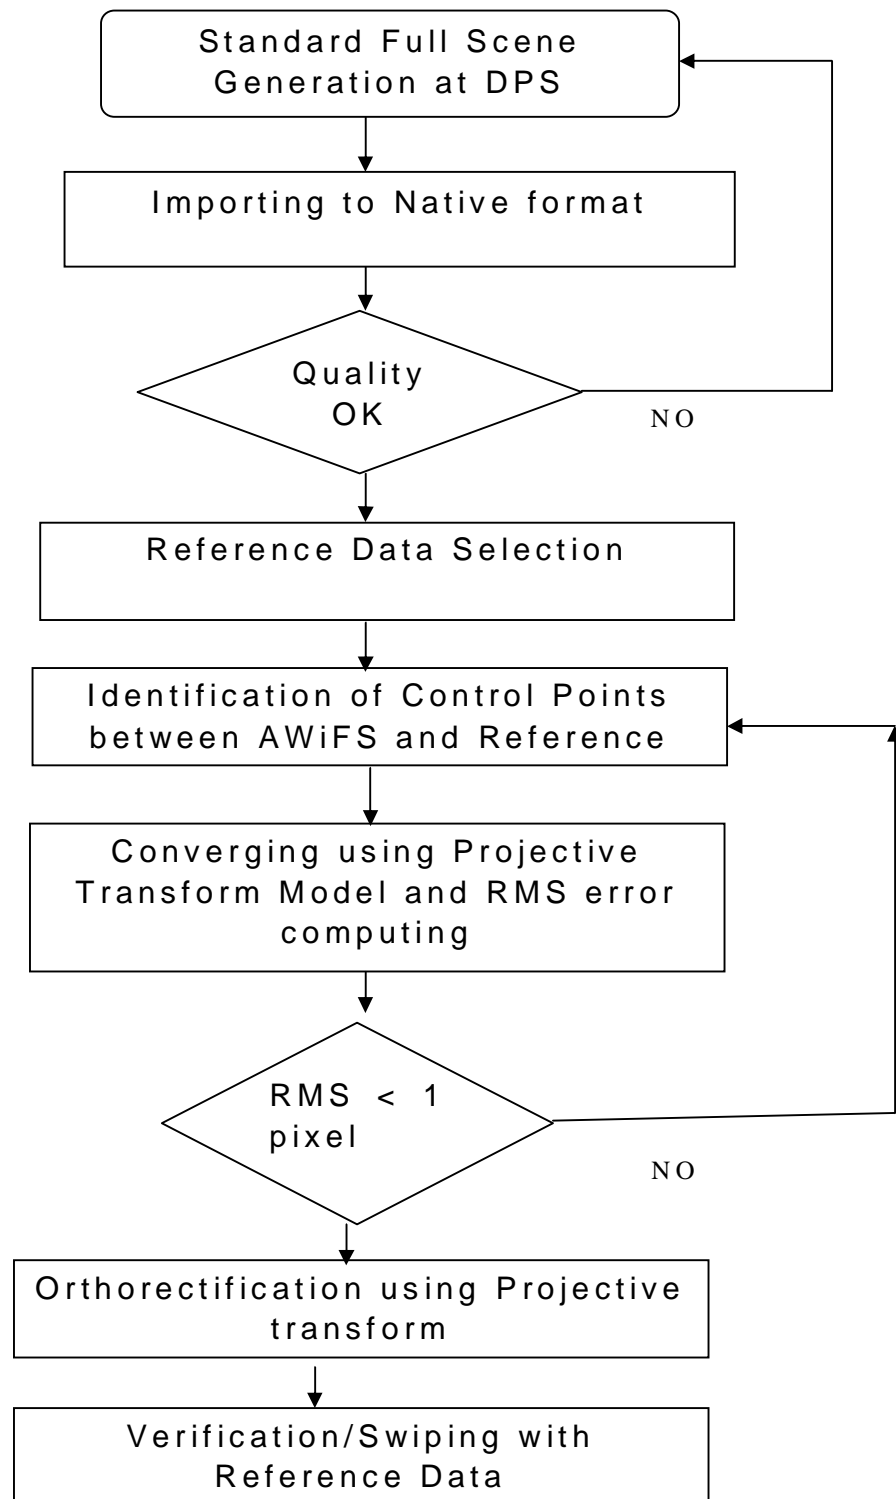 Standard Full Scene
Generation at DPS
Importing to Native format
Quality
OK
NO
Reference Data Selection
Identification of Control Points
between AWiFS and Reference
Converging using Projective
Transform Model and RMS error
computing
RMS < 1
pixel
NO
Orthorectification using Projective
transform
Verification/Swiping with
Reference Data